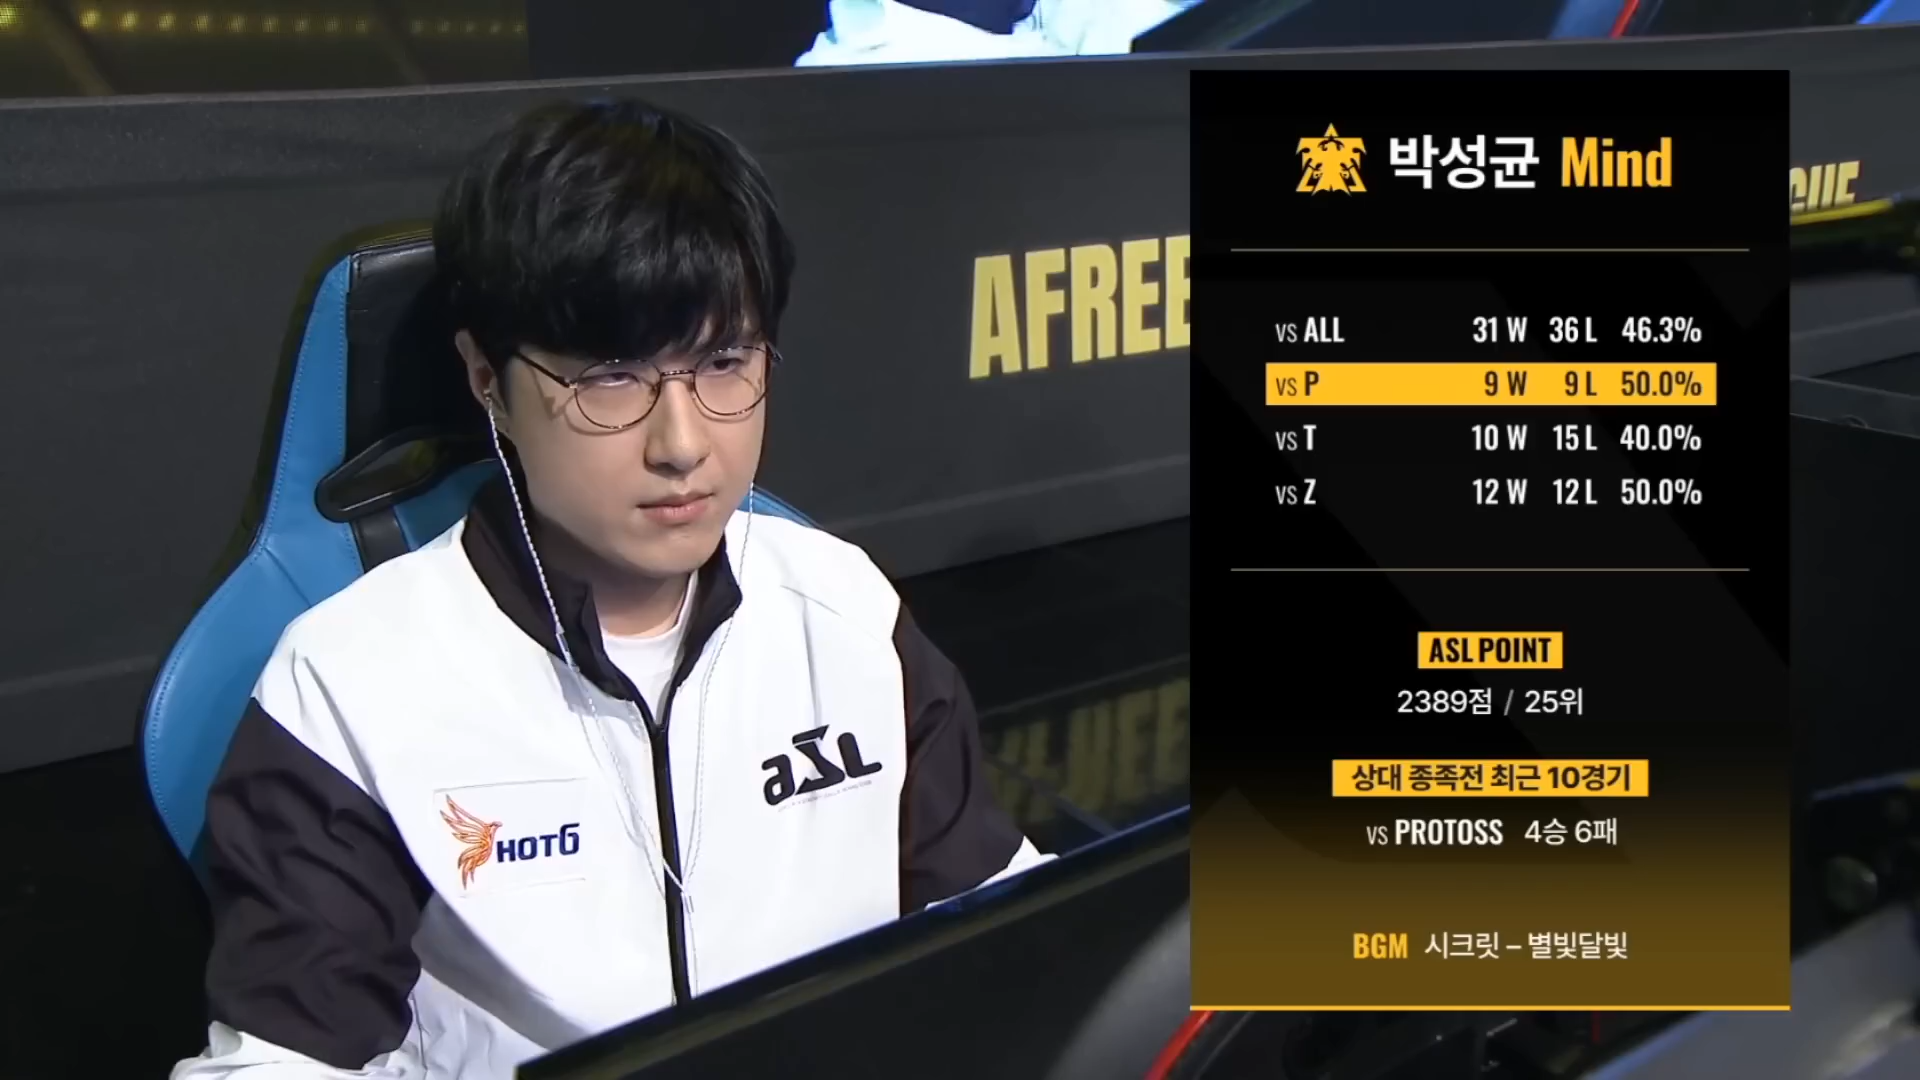 박성균 Mind
vs ALL 31 W 36 L 46.3%
vs P 9 W 9 L 50.0%
vs T 10 W 15 L 40.0%
vs Z 12 W 12 L 50.0%
ASL POINT
2389점 / 25위
상대 종족전 최근 10경기
vs PROTOSS 4승 6패
BGM 시크릿 – 별빛달빛
AFREE
aSL
HOT6